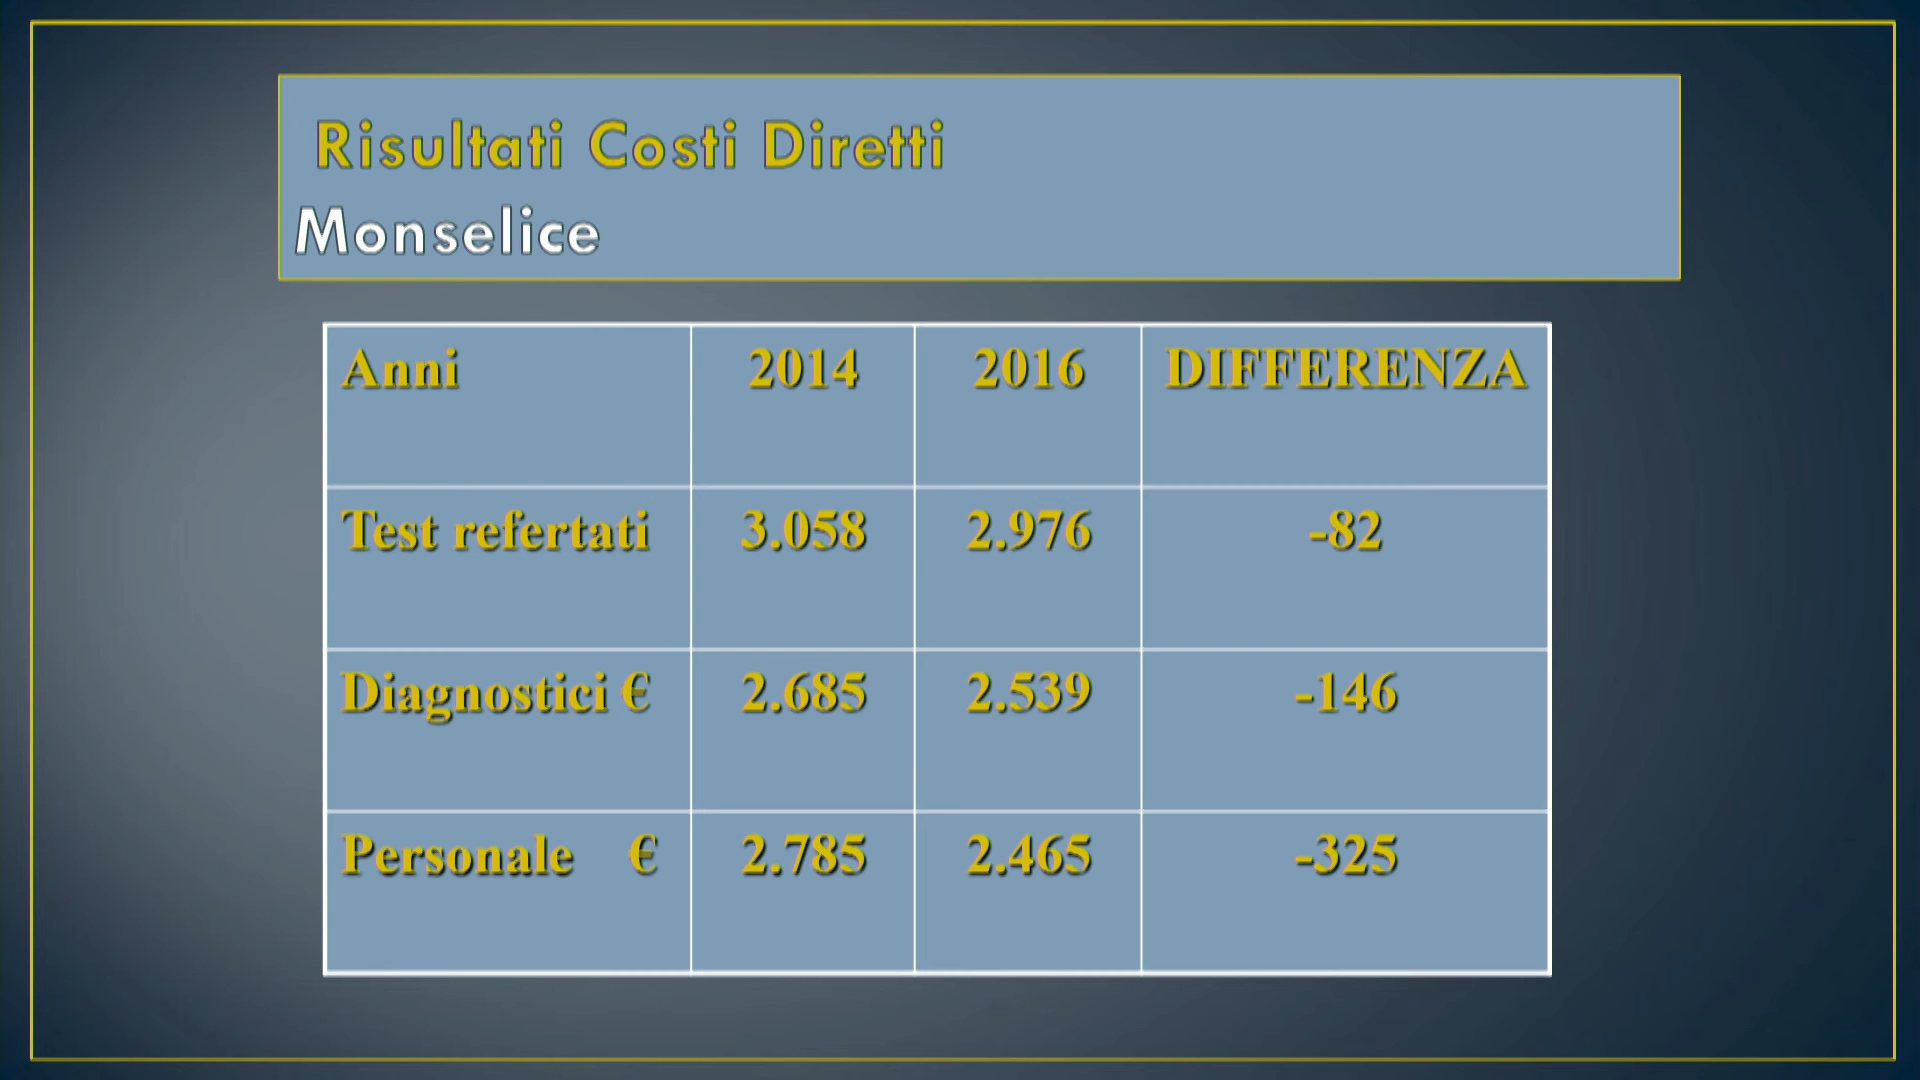 Risultati Costi Diretti
Monselice
Anni 2014 2016 DIFFERENZA
Test refertati 3.058 2.976 -82
Diagnostici € 2.685 2.539 -146
Personale € 2.785 2.465 -325